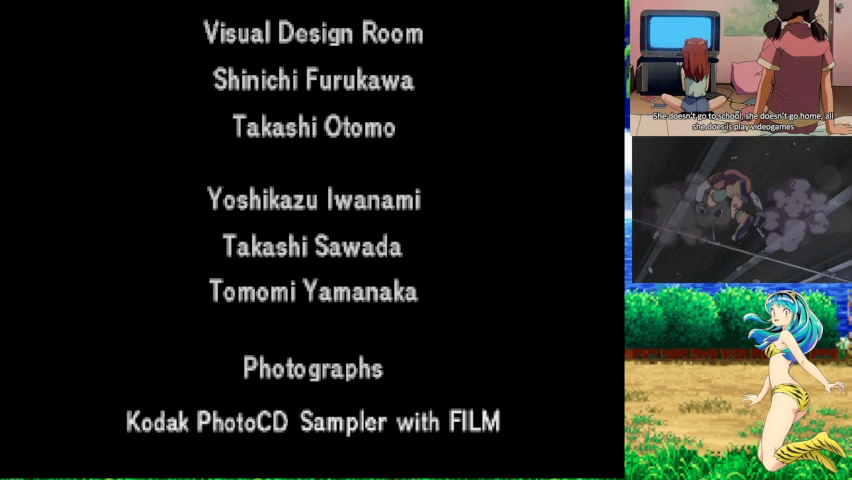 Visual Design Room
Shinichi Furukawa
Takashi Otomo
Yoshikazu Iwanami
Takashi Sawada
Tomomi Yamanaka
Photographs
Kodak PhotoCD Sampler with FILM
She doesn't go to school, she doesn't go home, all
she does is play videogames